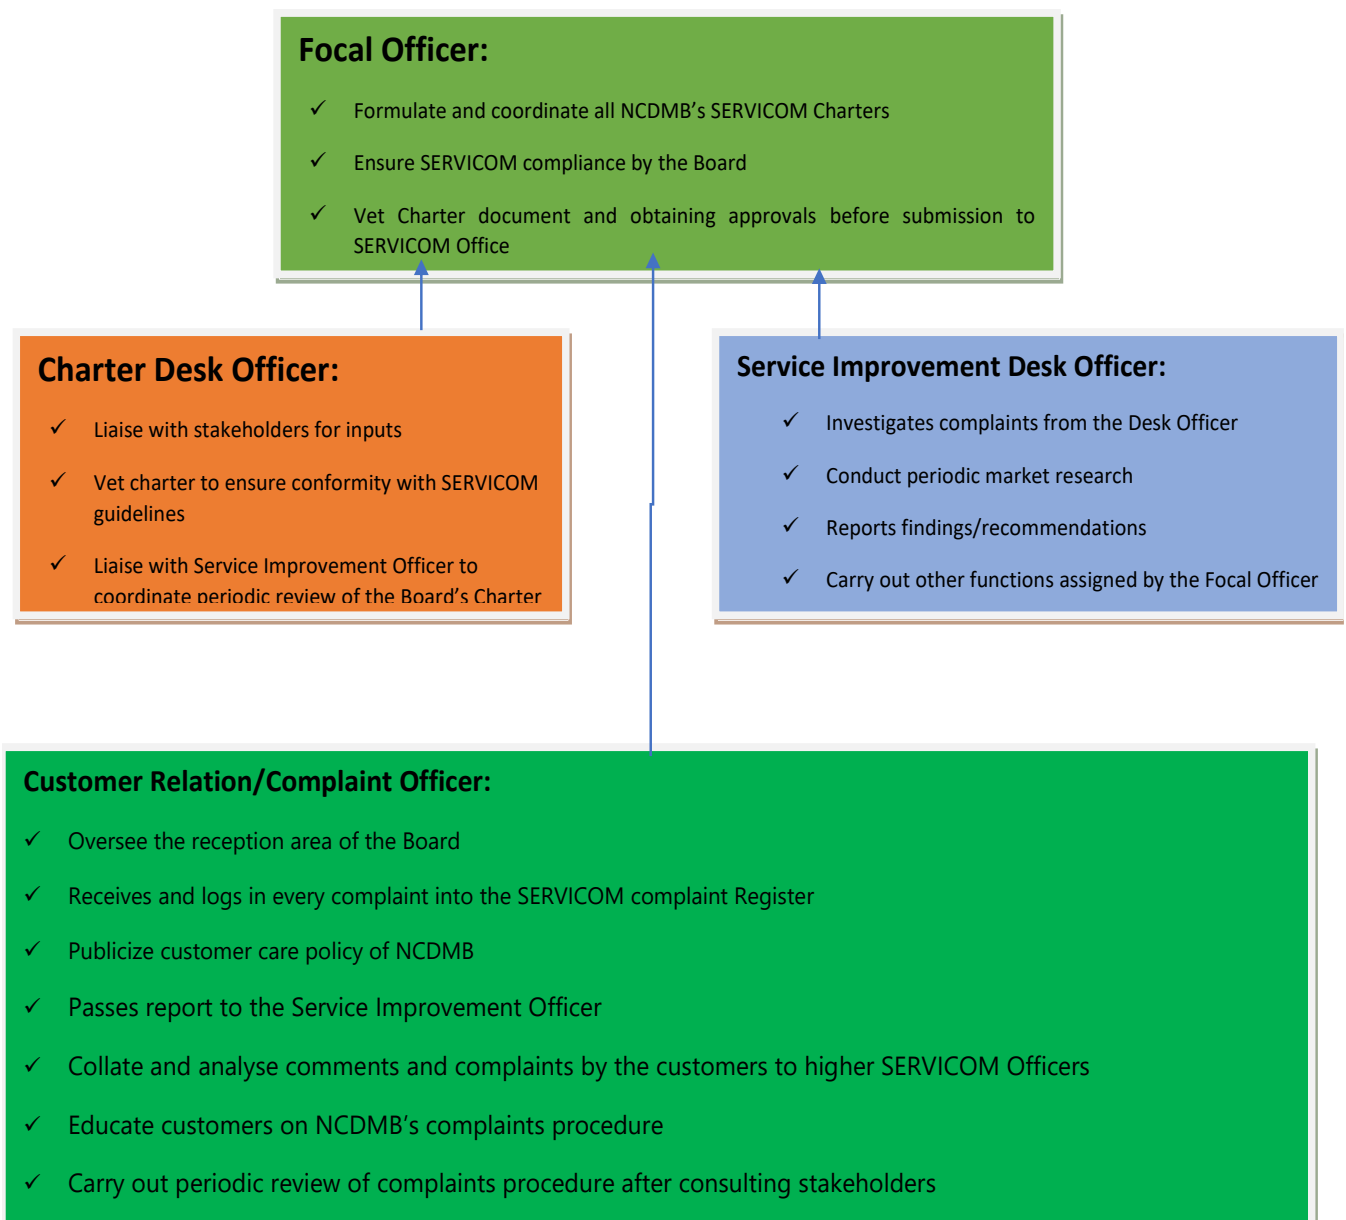 Focal Officer:
✓ Formulate and coordinate all NCDMB’s SERVICOM Charters
✓ Ensure SERVICOM compliance by the Board
✓ Vet Charter document and obtaining approvals before submission to
SERVICOM Office
Charter Desk Officer:
✓ Liaise with stakeholders for inputs
✓ Vet charter to ensure conformity with SERVICOM
guidelines
✓ Liaise with Service Improvement Officer to
coordinate periodic review of the Board’s Charter
Service Improvement Desk Officer:
✓ Investigates complaints from the Desk Officer
✓ Conduct periodic market research
✓ Reports findings/recommendations
✓ Carry out other functions assigned by the Focal Officer
Customer Relation/Complaint Officer:
✓ Oversee the reception area of the Board
✓ Receives and logs in every complaint into the SERVICOM complaint Register
✓ Publicize customer care policy of NCDMB
✓ Passes report to the Service Improvement Officer
✓ Collate and analyse comments and complaints by the customers to higher SERVICOM Officers
✓ Educate customers on NCDMB’s complaints procedure
✓ Carry out periodic review of complaints procedure after consulting stakeholders